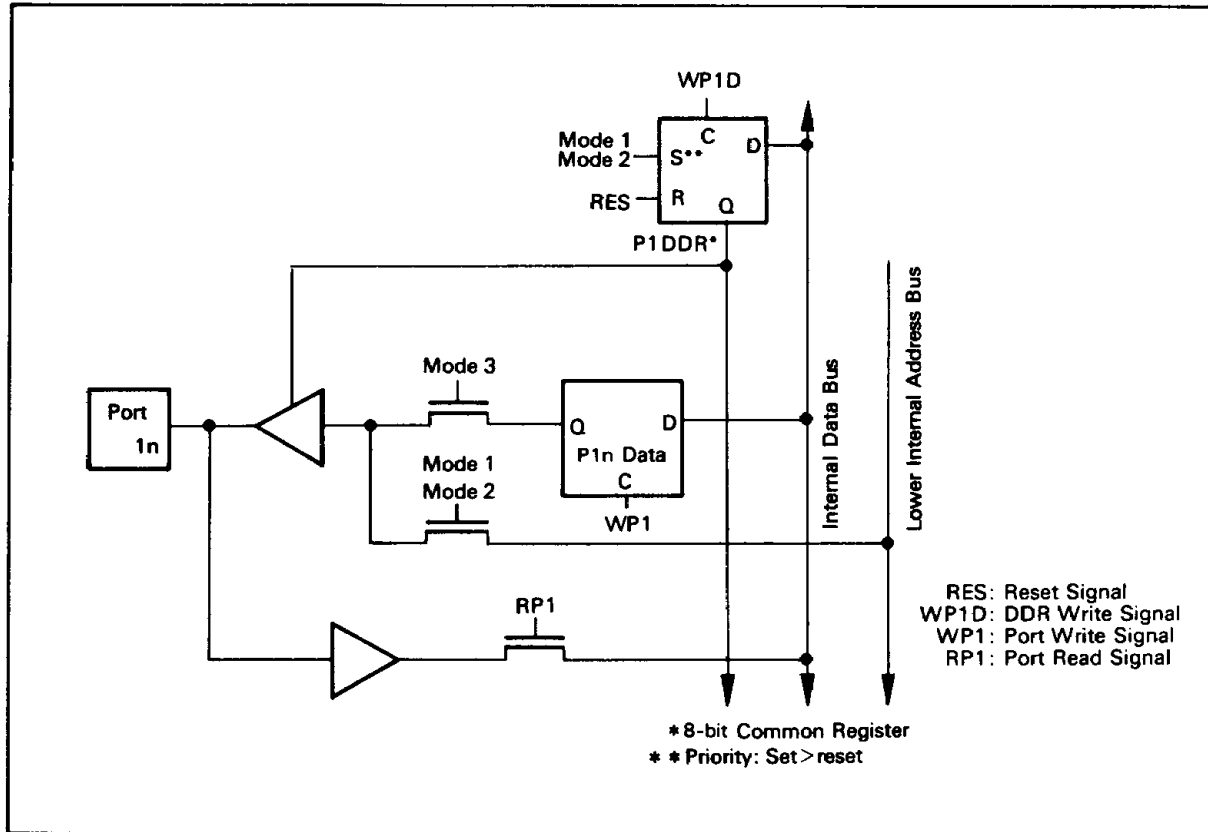 WP1D
C
D
Mode 1
Mode 2
S**
RES
R
Q
P1DDR*
Mode 3
Port
1n
Q
D
P1n Data
C
WP1
Mode 1
Mode 2
Internal Data Bus
Lower Internal Address Bus
RP1
RES: Reset Signal
WP1D: DDR Write Signal
WP1: Port Write Signal
RP1: Port Read Signal
*8-bit Common Register
**Priority: Set>reset